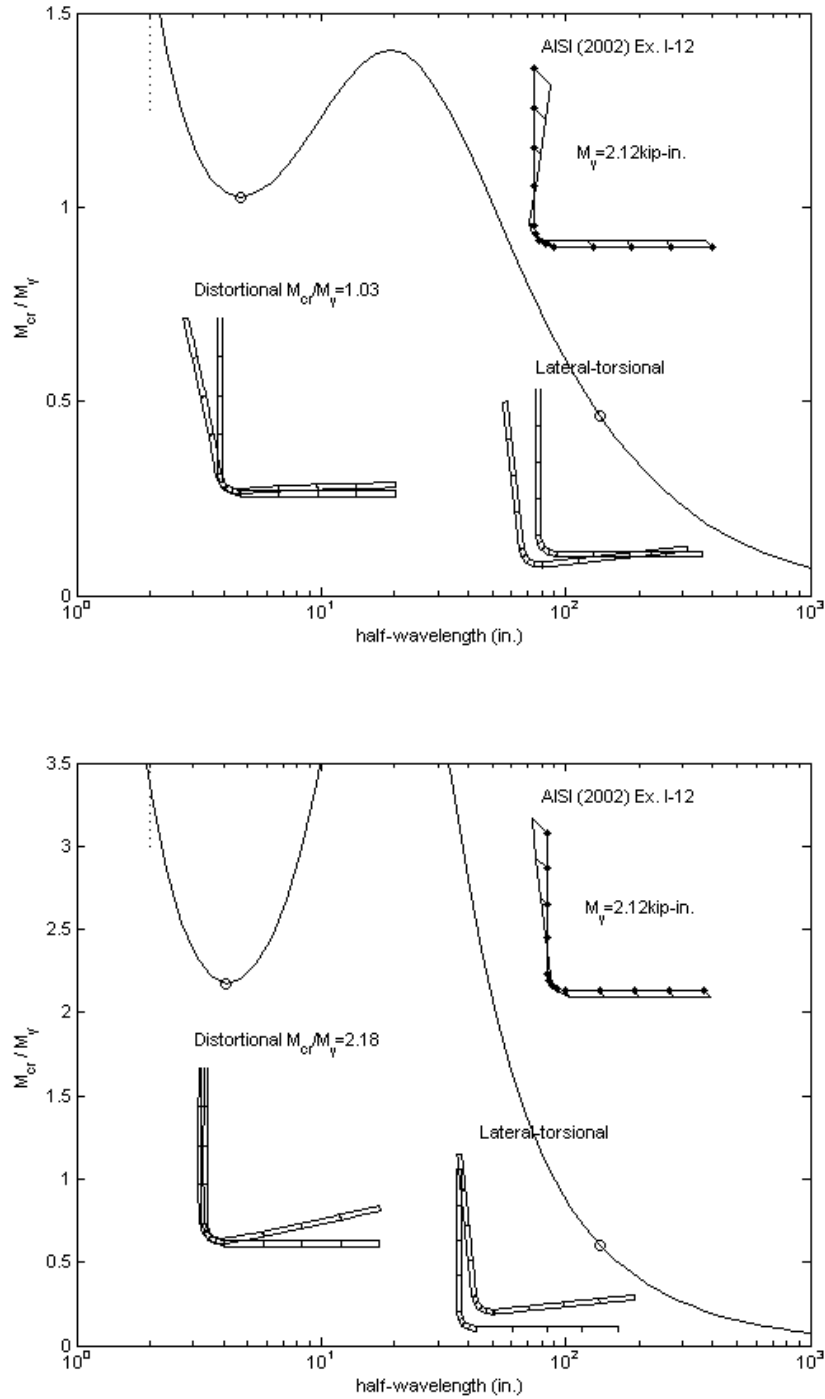 1.5
AISI (2002) Ex. I-12
M_y=2.12kip-in.
1
M_cr / M_y
Distortional M_cr/M_y=1.03
Lateral-torsional
0.5
0
10^0
10^1
10^2
10^3
half-wavelength (in.)
3.5
AISI (2002) Ex. I-12
3
M_y=2.12kip-in.
2.5
2
M_cr / M_y
Distortional M_cr/M_y=2.18
1.5
Lateral-torsional
1
0.5
0
10^0
10^1
10^2
10^3
half-wavelength (in.)